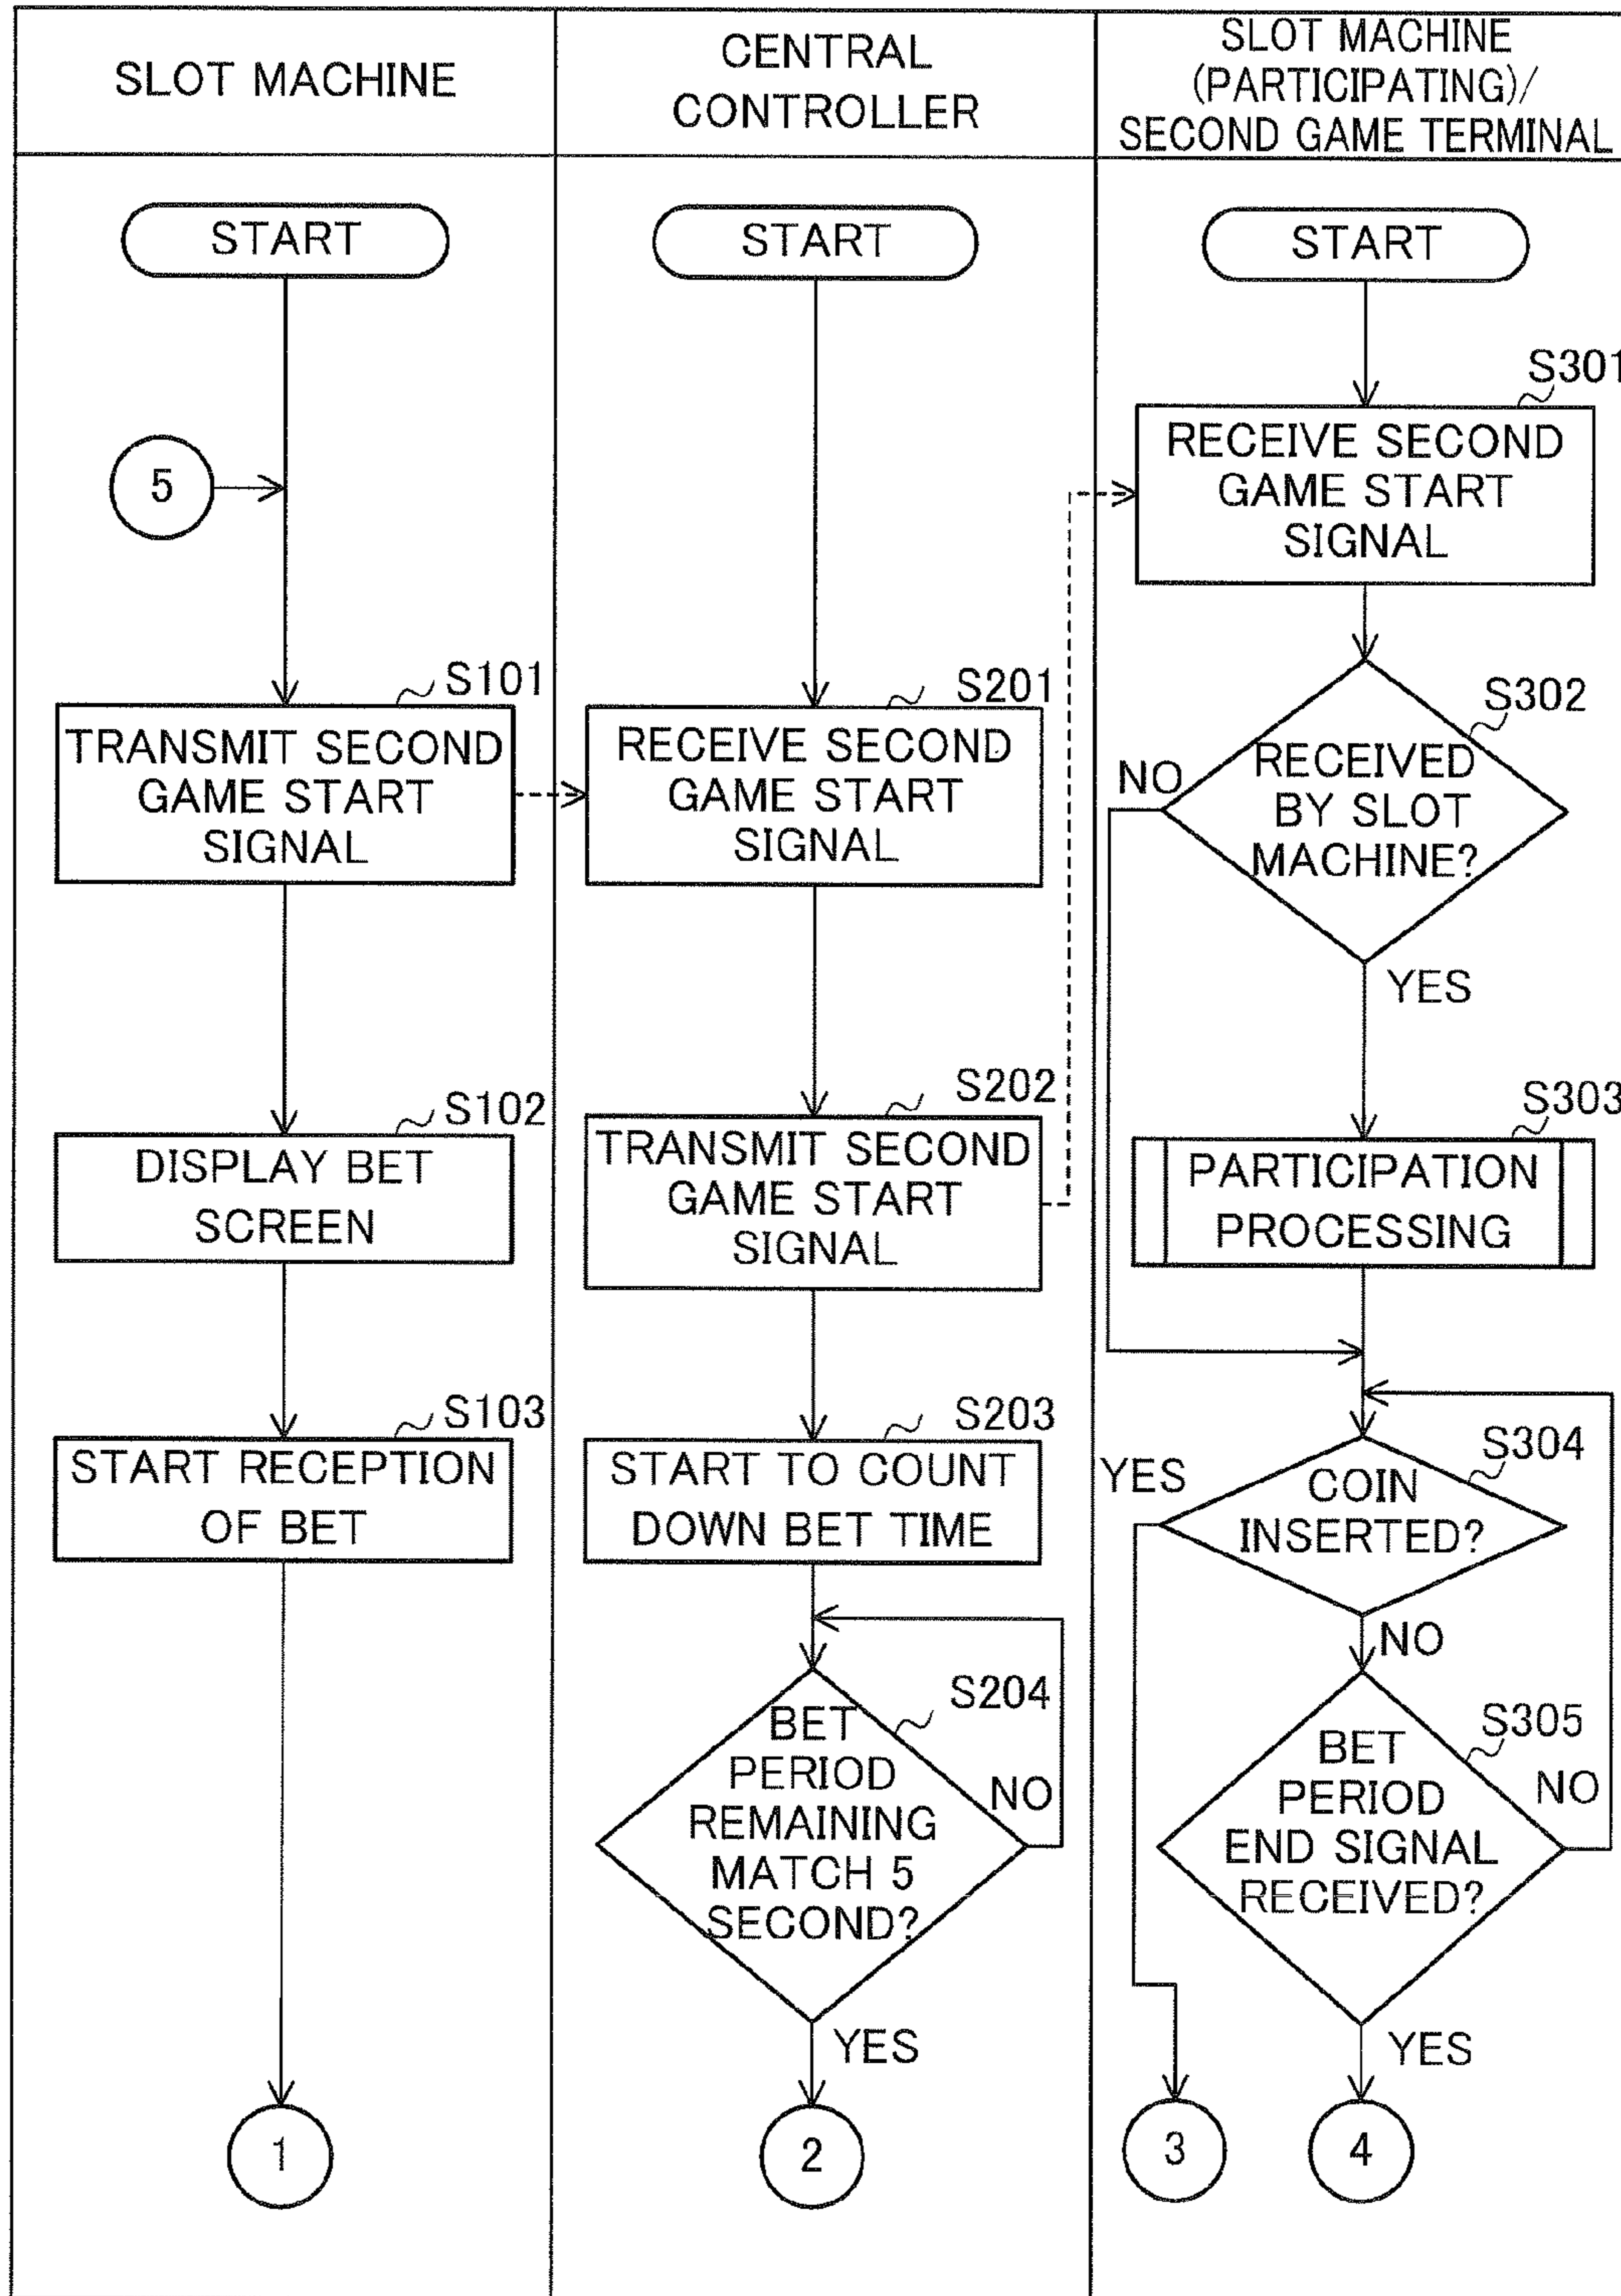 SLOT MACHINE
CENTRAL
CONTROLLER
SLOT MACHINE
(PARTICIPATING)/
SECOND GAME TERMINAL
START
5
S101
TRANSMIT SECOND
GAME START
SIGNAL
S102
DISPLAY BET
SCREEN
S103
START RECEPTION
OF BET
1
START
S201
RECEIVE SECOND
GAME START
SIGNAL
S202
TRANSMIT SECOND
GAME START
SIGNAL
S203
START TO COUNT
DOWN BET TIME
S204
BET
PERIOD
REMAINING
MATCH 5
SECOND?
NO
YES
2
START
S301
RECEIVE SECOND
GAME START
SIGNAL
S302
RECEIVED
BY SLOT
MACHINE?
NO
YES
S303
PARTICIPATION
PROCESSING
S304
COIN
INSERTED?
YES
NO
S305
BET
PERIOD
END SIGNAL
RECEIVED?
NO
YES
3
4